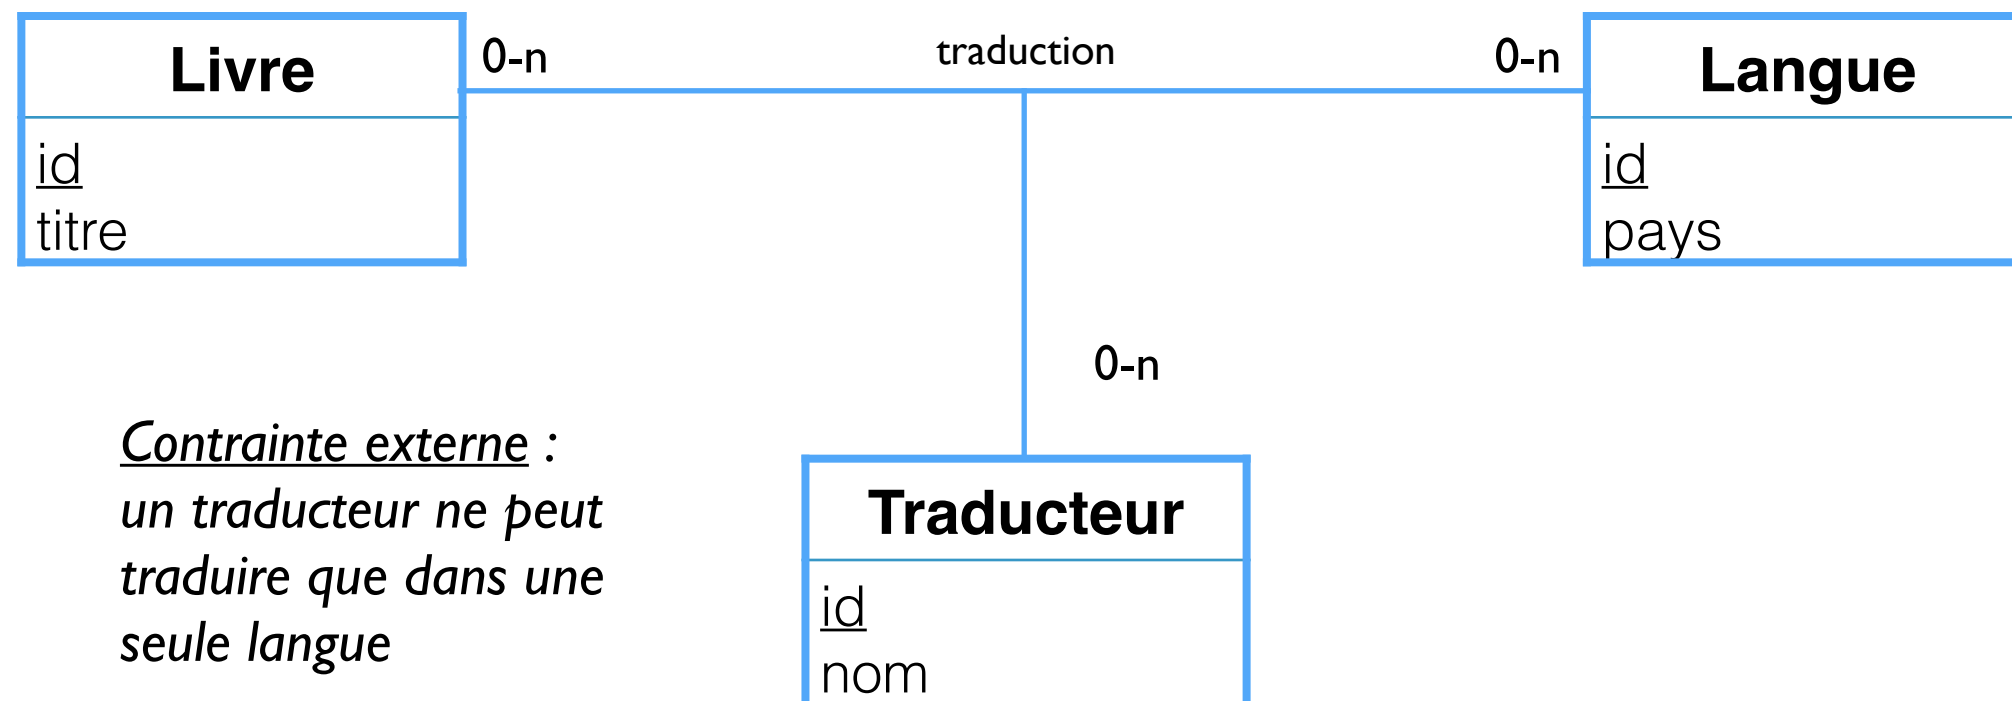 Livre
0-n
traduction
0-n
Langue
id
titre
id
pays
0-n
Contrainte externe :
un traducteur ne peut
traduire que dans une
seule langue
Traducteur
id
nom